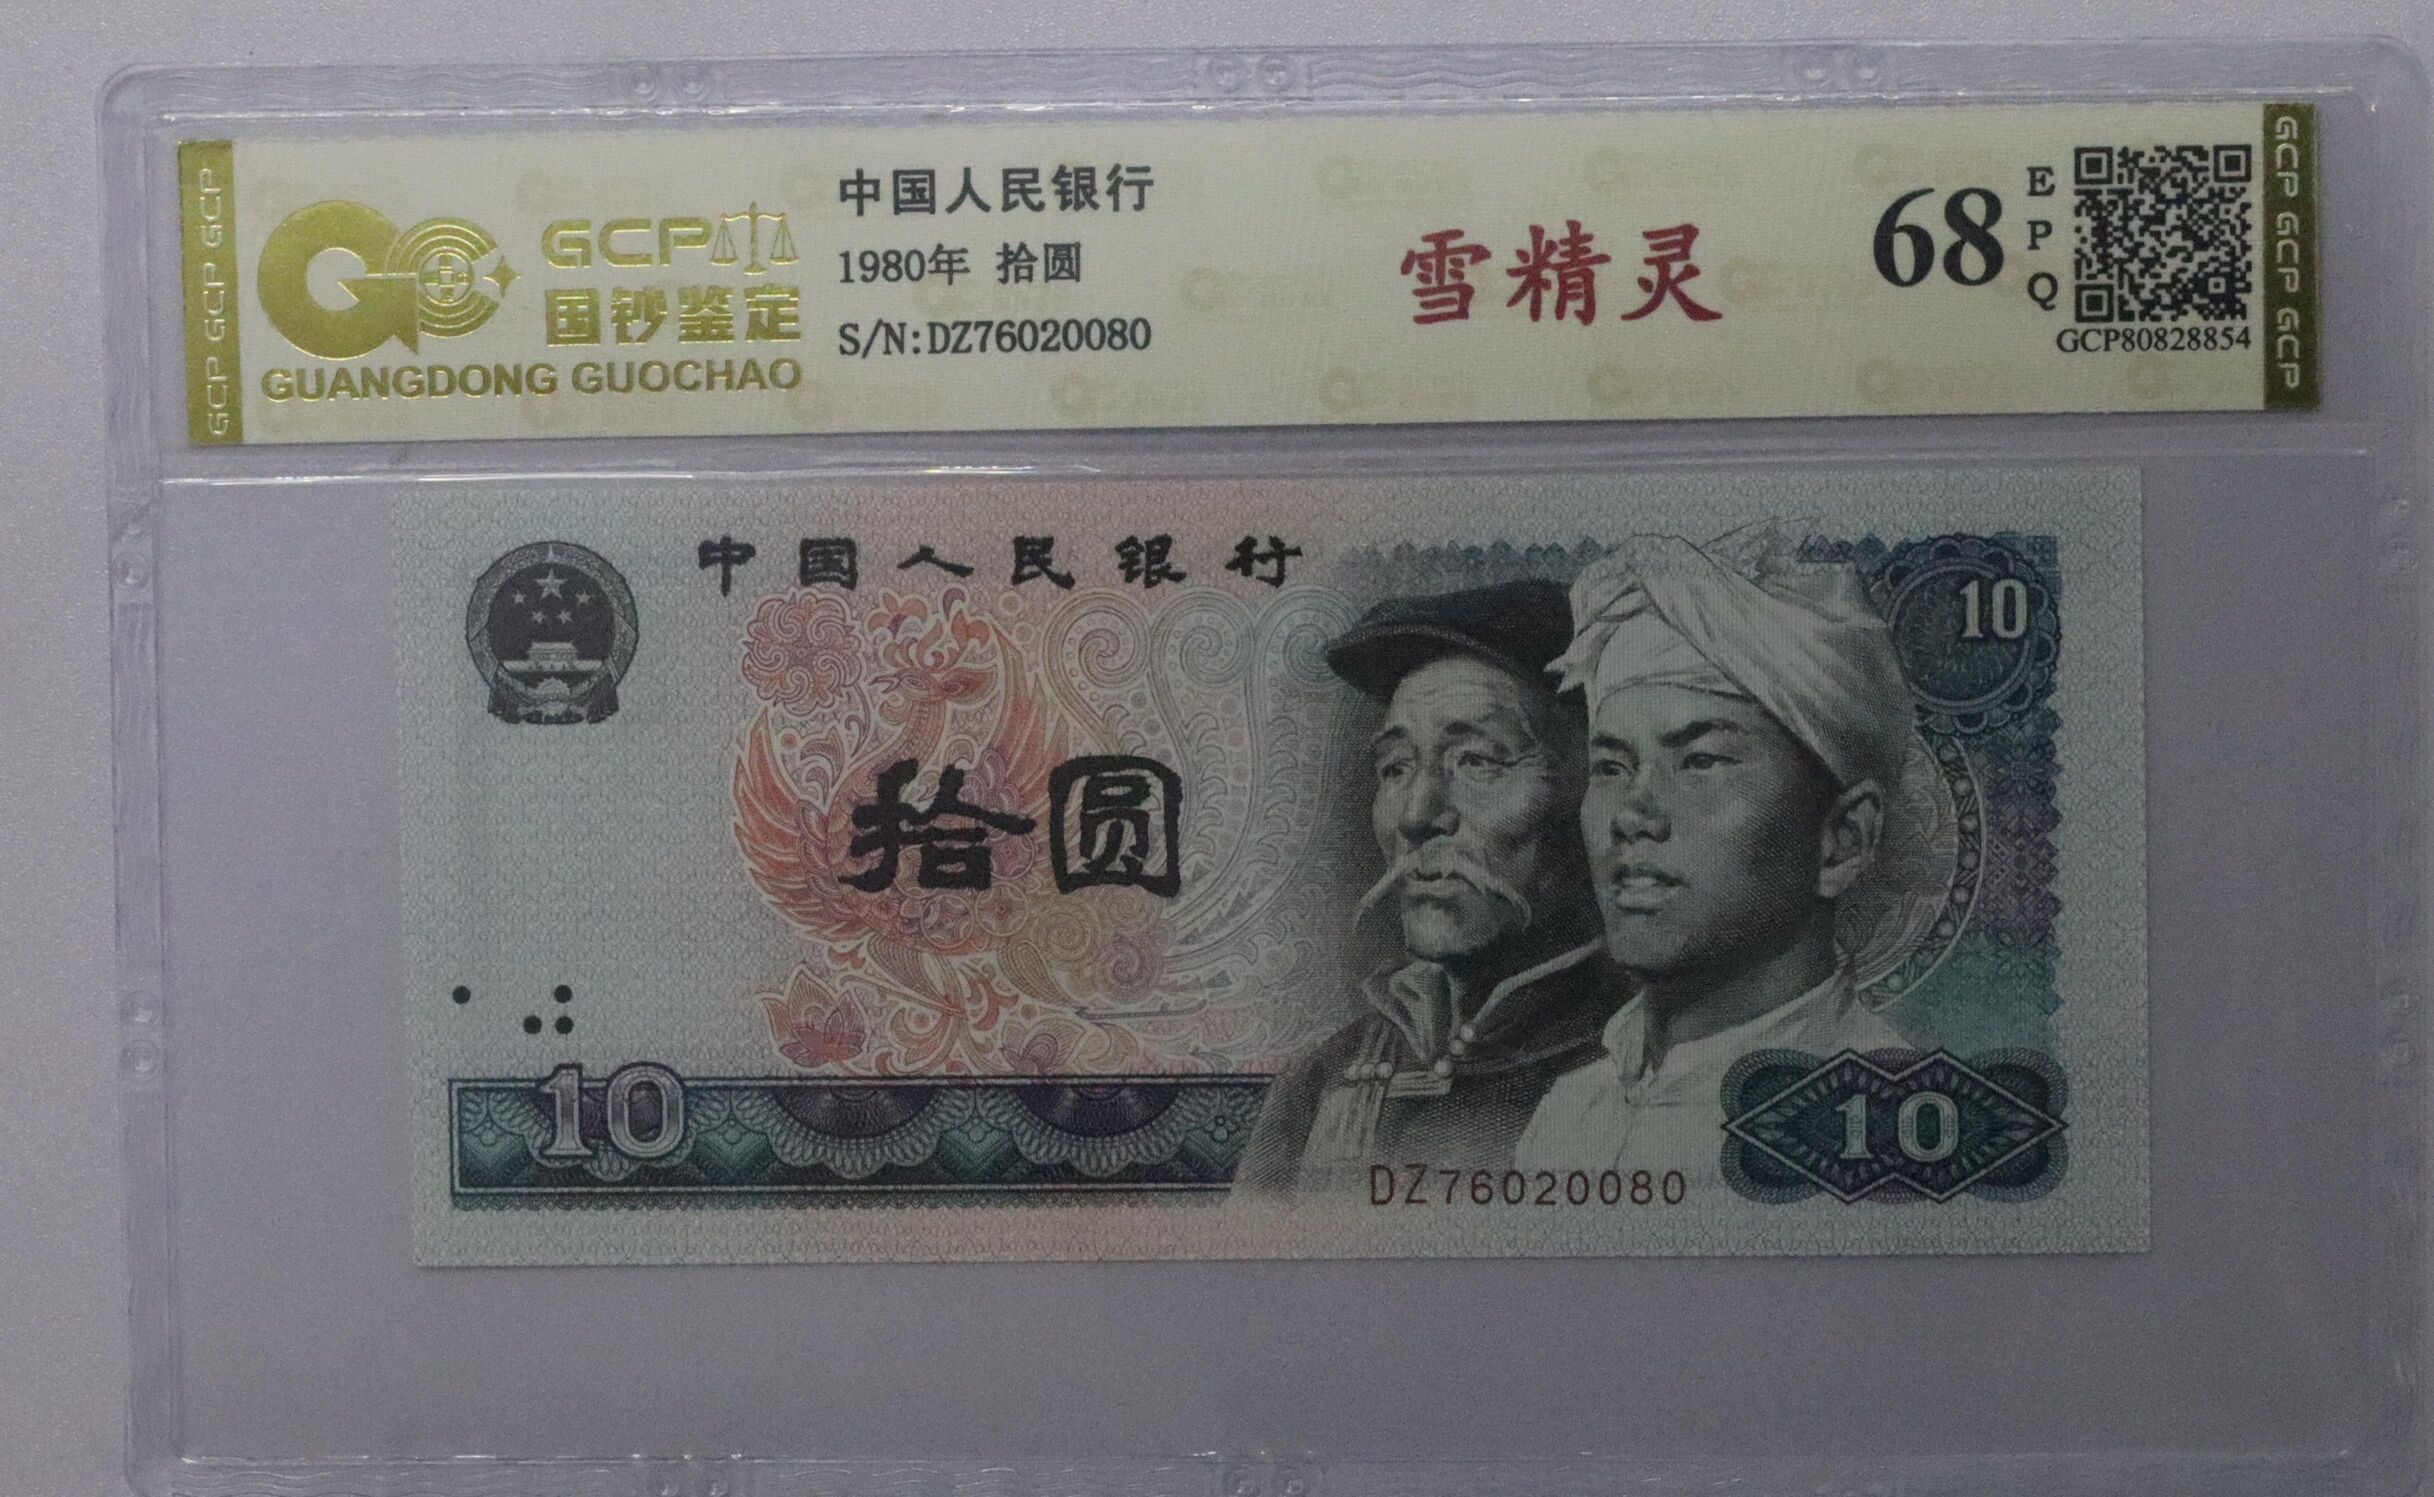 GCP GCP GCP
GCP
国钞鉴定
GUANGDONG GUOCHAO
中国人民银行
1980年 拾圆
S/N:DZ76020080
雪精灵
68
EPQ
GCP80828854
GCP GCP GCP
中国人民银行
10
拾圆
10
10
DZ76020080